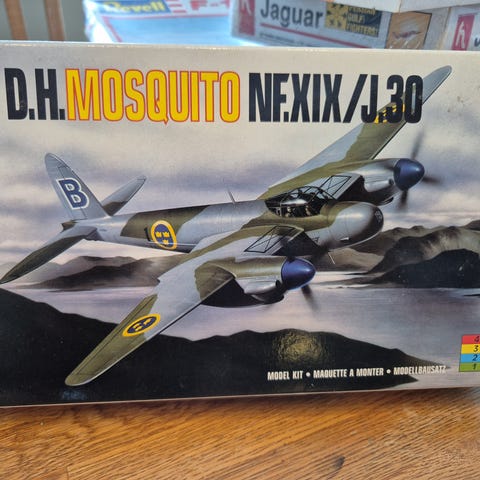 Revell
F-
Jaguar
D.H.MOSQUITO NF.XIX/J.30
B
MODEL KIT • MAQUETTE A MONTER • MODELLBAUSATZ
4
3
2
1